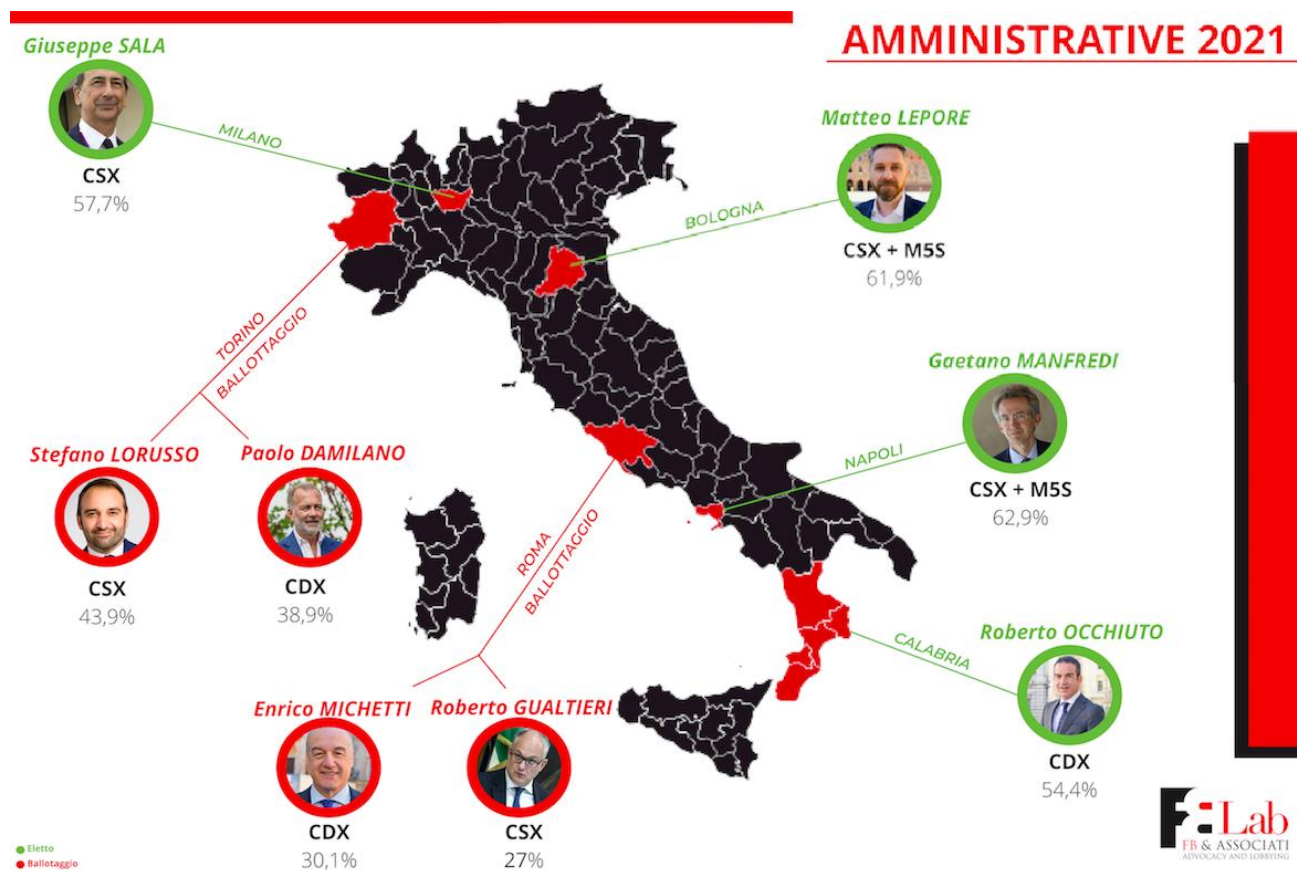 AMMINISTRATIVE 2021
Giuseppe SALA
CSX
57,7%
MILANO
Matteo LEPORE
CSX + M5S
61,9%
BOLOGNA
Gaetano MANFREDI
CSX + M5S
62,9%
NAPOLI
TORINO
BALLOTTAGGIO
Stefano LORUSSO
CSX
43,9%
Paolo DAMILANO
CDX
38,9%
ROMA
BALLOTTAGGIO
Enrico MICHETTI
CDX
30,1%
Roberto GUALTIERI
CSX
27%
CALABRIA
Roberto OCCHIUTO
CDX
54,4%
Eletto
Ballotaggio
Lab
FB & ASSOCIATI
ADVOCACY AND LOBBYING